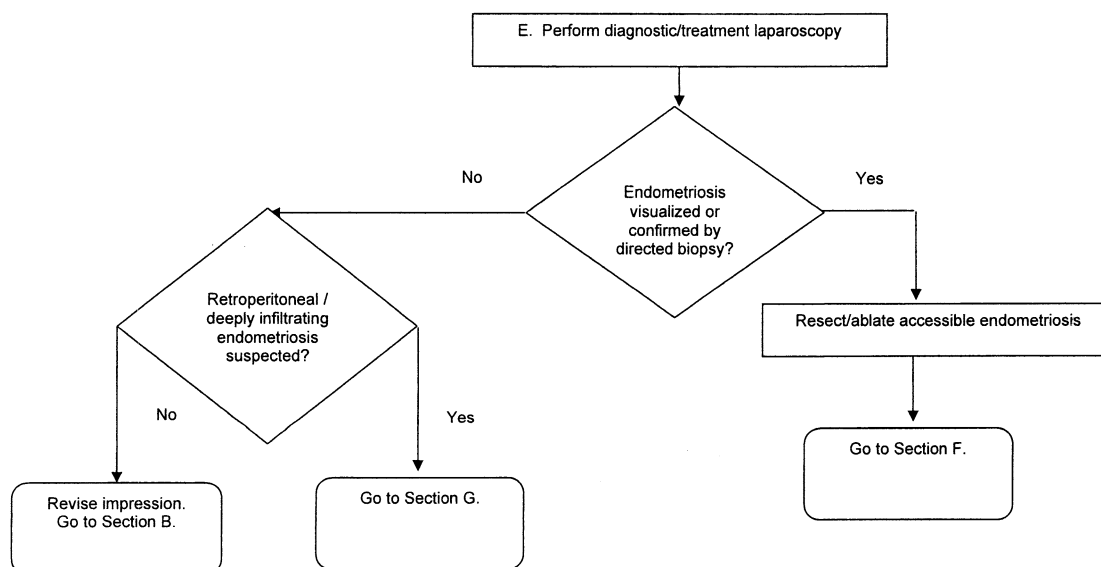 E. Perform diagnostic/treatment laparoscopy
No
Yes
Endometriosis
visualized or
confirmed by
directed biopsy?
Retroperitoneal /
deeply infiltrating
endometriosis
suspected?
Resect/ablate accessible endometriosis
No
Yes
Go to Section F.
Revise impression.
Go to Section B.
Go to Section G.